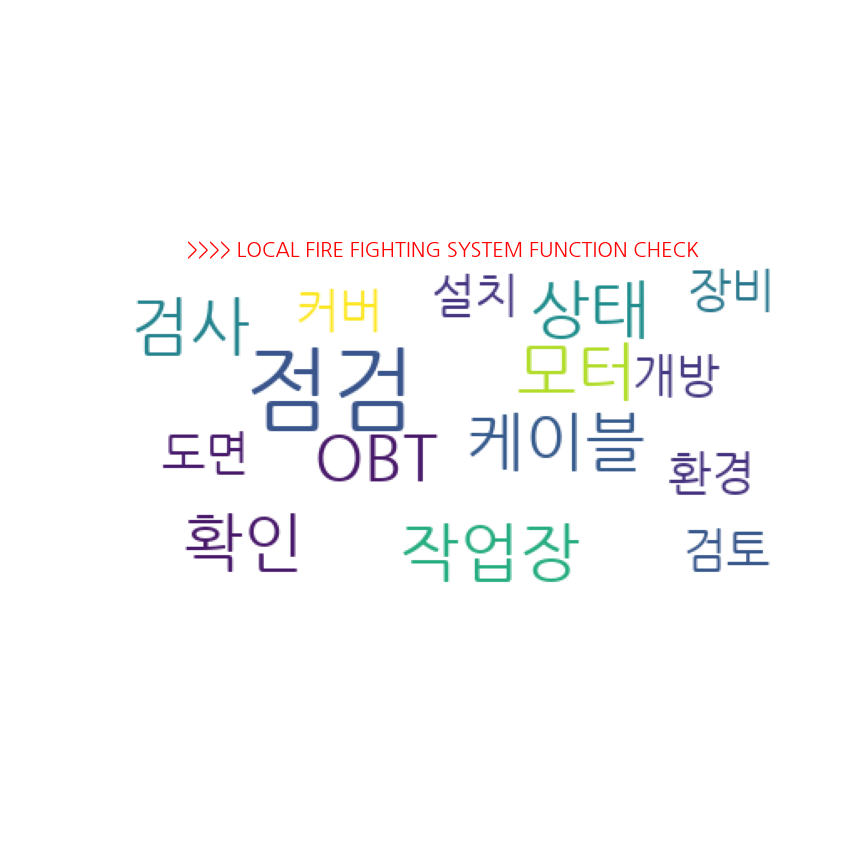 >>>> LOCAL FIRE FIGHTING SYSTEM FUNCTION CHECK
검사 커버 설치 상태 장비
점검 모터 개방
도면 OBT 케이블 환경
확인 작업장 검토